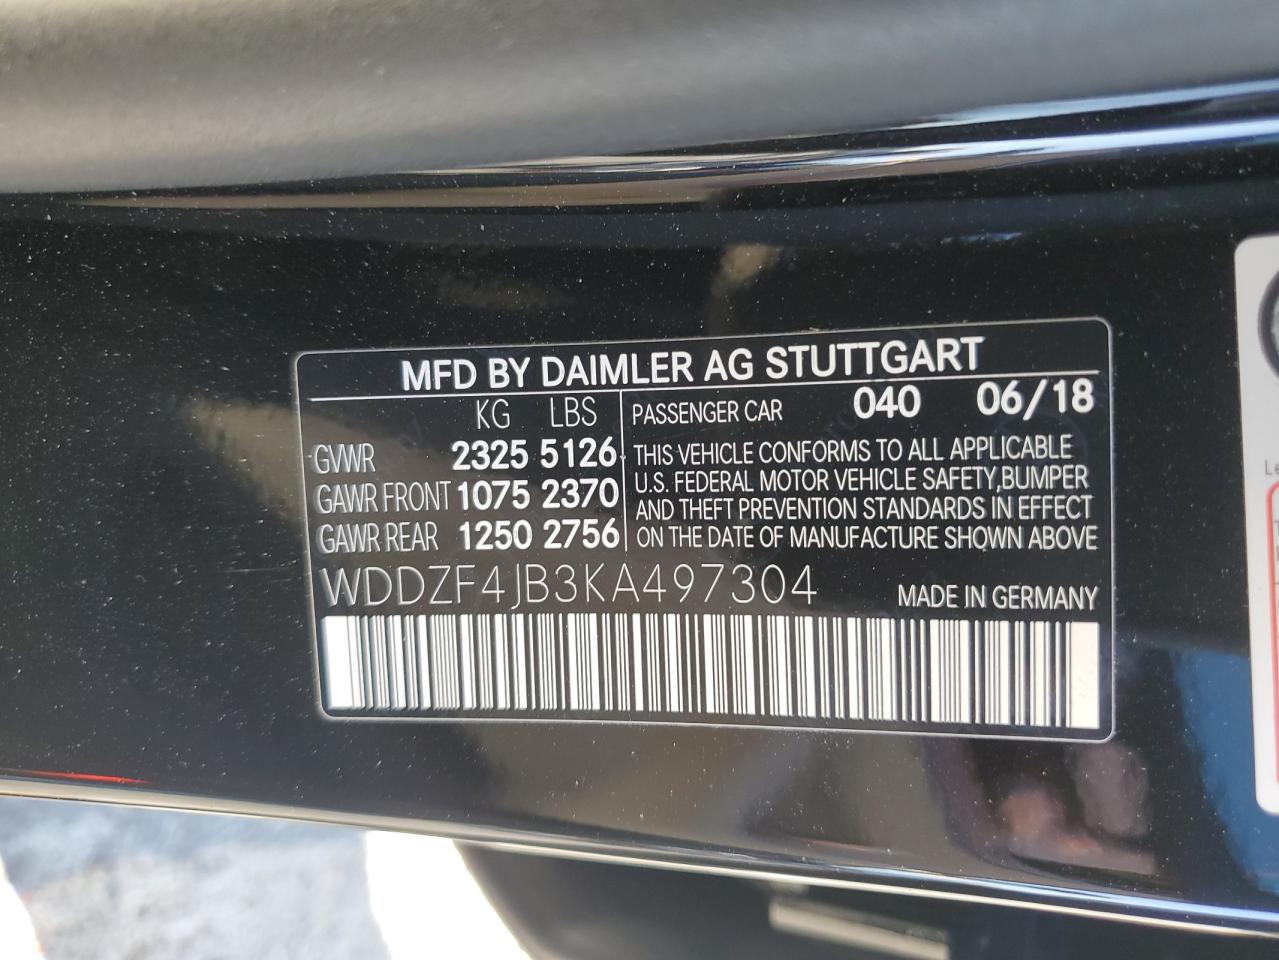 MFD BY DAIMLER AG STUTTGART
KG LBS
GVWR 2325 5126
GAWR FRONT 1075 2370
GAWR REAR 1250 2756
PASSENGER CAR 040 06/18
THIS VEHICLE CONFORMS TO ALL APPLICABLE
U.S. FEDERAL MOTOR VEHICLE SAFETY,BUMPER
AND THEFT PREVENTION STANDARDS IN EFFECT
ON THE DATE OF MANUFACTURE SHOWN ABOVE
WDDZF4JB3KA497304 MADE IN GERMANY